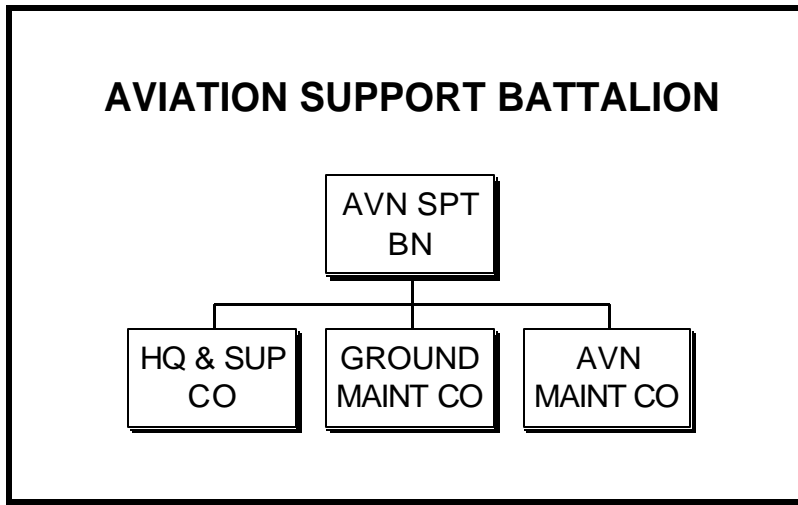 AVIATION SUPPORT BATTALION
AVN SPT
BN
HQ & SUP
CO
GROUND
MAINT CO
AVN
MAINT CO